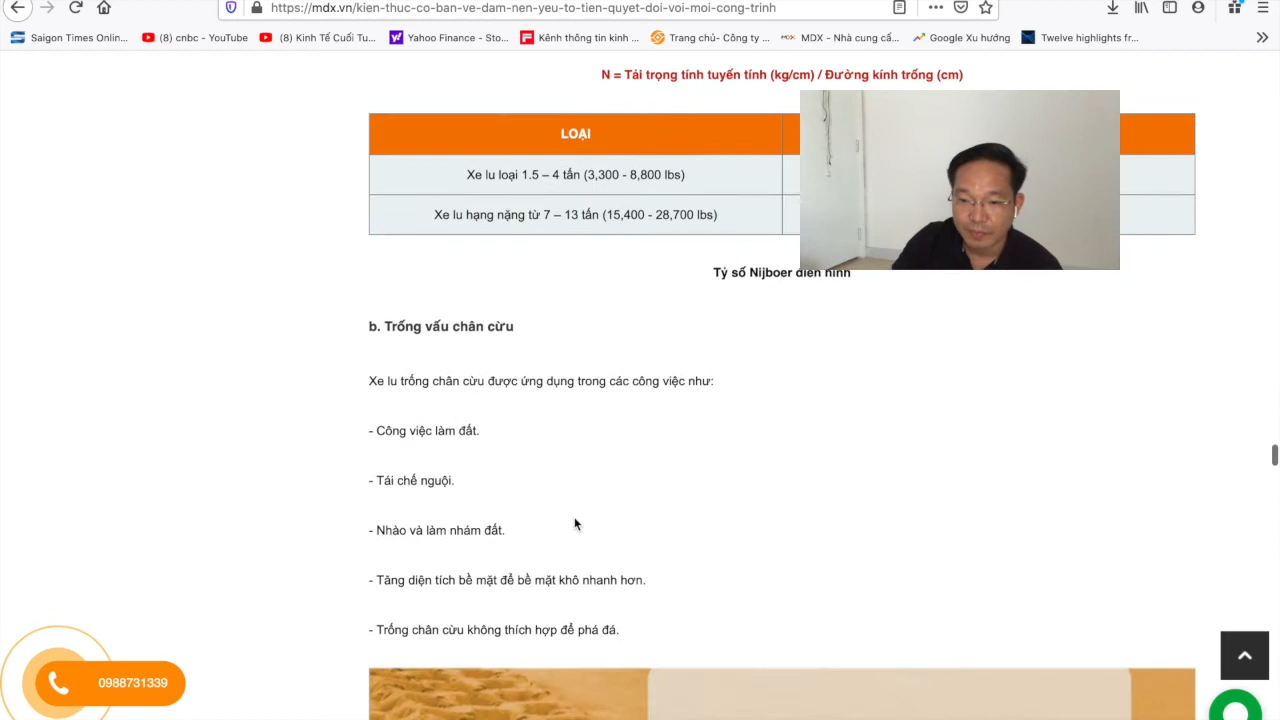 https://mdx.vn/kien-thuc-co-ban-ve-dam-nen-yeu-to-tien-quyet-doi-voi-moi-cong-trinh
Saigon Times Onlin...
(8) cnbc - YouTube
(8) Kinh Tế Cuối Tu...
Yahoo Finance - Sto...
Kênh thông tin kinh ...
Trang chủ- Công ty ...
MDX - Nhà cung cấ...
Google Xu hướng
Twelve highlights fr...
N = Tải trọng tính tuyến tính (kg/cm) / Đường kính trống (cm)
LOẠI
Xe lu loại 1.5 – 4 tấn (3,300 - 8,800 lbs)
Xe lu hạng nặng từ 7 – 13 tấn (15,400 - 28,700 lbs)
Tỷ số Nijboer điển hình
b. Trống vấu chân cừu
Xe lu trống chân cừu được ứng dụng trong các công việc như:
- Công việc làm đất.
- Tái chế nguội.
- Nhào và làm nhám đất.
- Tăng diện tích bề mặt để bề mặt khô nhanh hơn.
- Trống chân cừu không thích hợp để phá đá.
0988731339